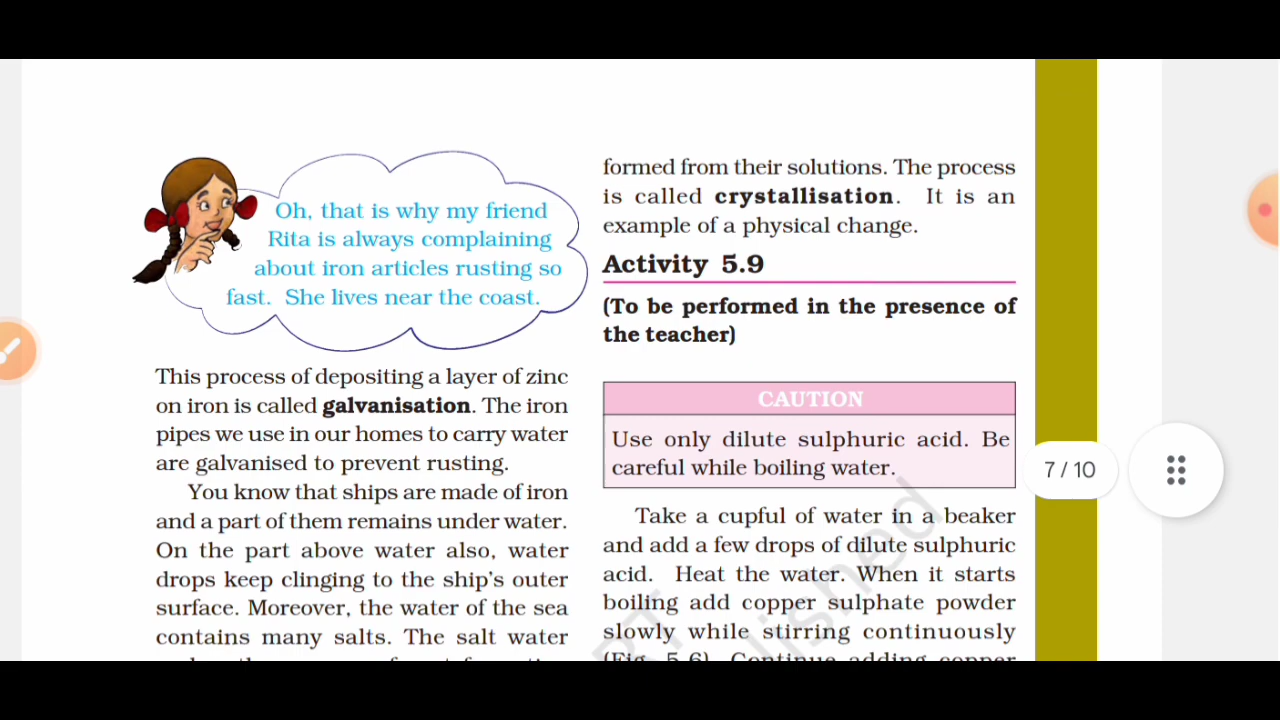 Oh, that is why my friend
Rita is always complaining
about iron articles rusting so
fast. She lives near the coast.
This process of depositing a layer of zinc
on iron is called galvanisation. The iron
pipes we use in our homes to carry water
are galvanised to prevent rusting.
You know that ships are made of iron
and a part of them remains under water.
On the part above water also, water
drops keep clinging to the ship's outer
surface. Moreover, the water of the sea
contains many salts. The salt water
formed from their solutions. The process
is called crystallisation. It is an
example of a physical change.
Activity 5.9
(To be performed in the presence of
the teacher)
CAUTION
Use only dilute sulphuric acid. Be
careful while boiling water.
Take a cupful of water in a beaker
and add a few drops of dilute sulphuric
acid. Heat the water. When it starts
boiling add copper sulphate powder
slowly while stirring continuously
(Fig. 5.6). Continue adding copper
7 / 10